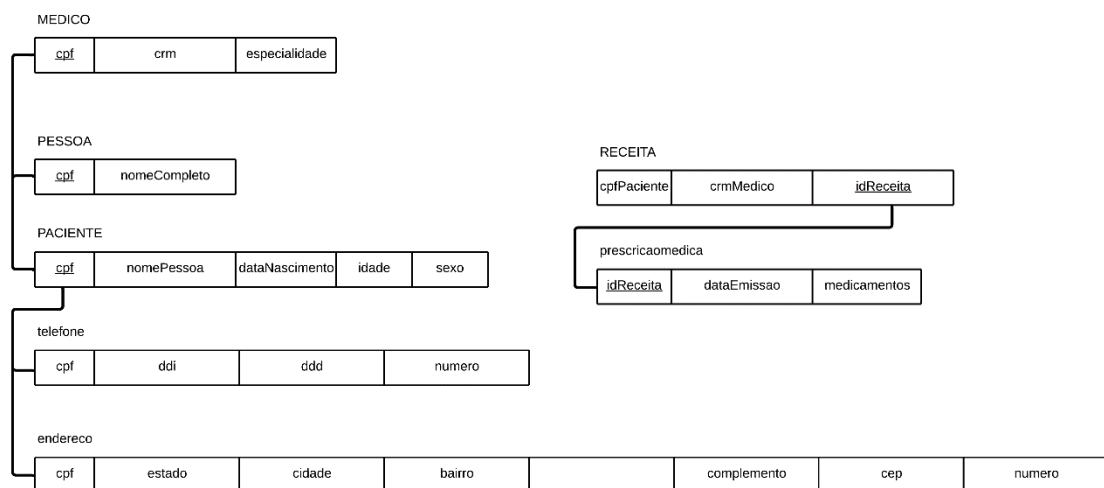 MEDICO
cpf crm especialidade
PESSOA
cpf nomeCompleto
RECEITA
cpfPaciente crmMedico idReceita
PACIENTE
cpf nomePessoa dataNascimento idade sexo
prescricaomedica
idReceita dataEmissao medicamentos
telefone
cpf ddi ddd numero
endereco
cpf estado cidade bairro complemento cep numero